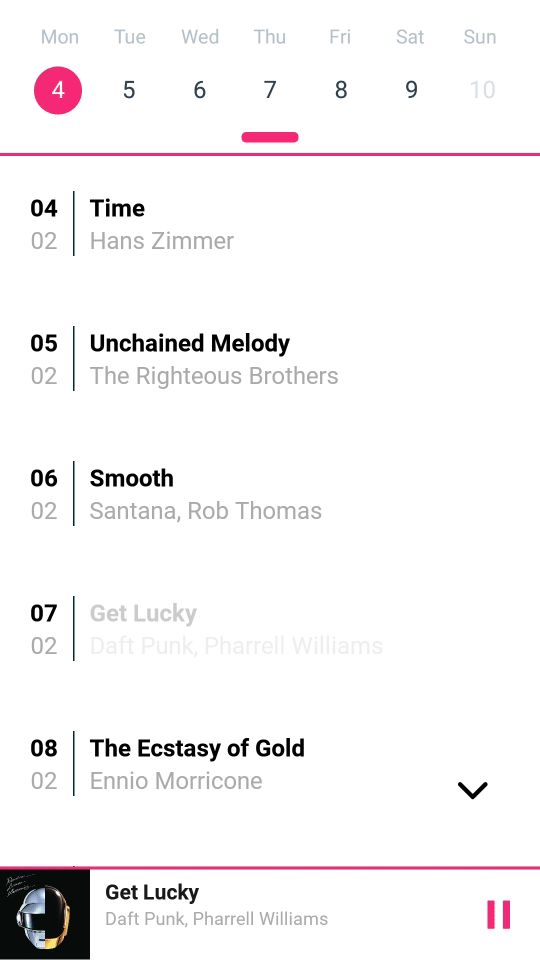 Mon Tue Wed Thu Fri Sat Sun
4 5 6 7 8 9 10
04 Time
02 Hans Zimmer
05 Unchained Melody
02 The Righteous Brothers
06 Smooth
02 Santana, Rob Thomas
07 Get Lucky
02 Daft Punk, Pharrell Williams
08 The Ecstasy of Gold
02 Ennio Morricone
Get Lucky
Daft Punk, Pharrell Williams